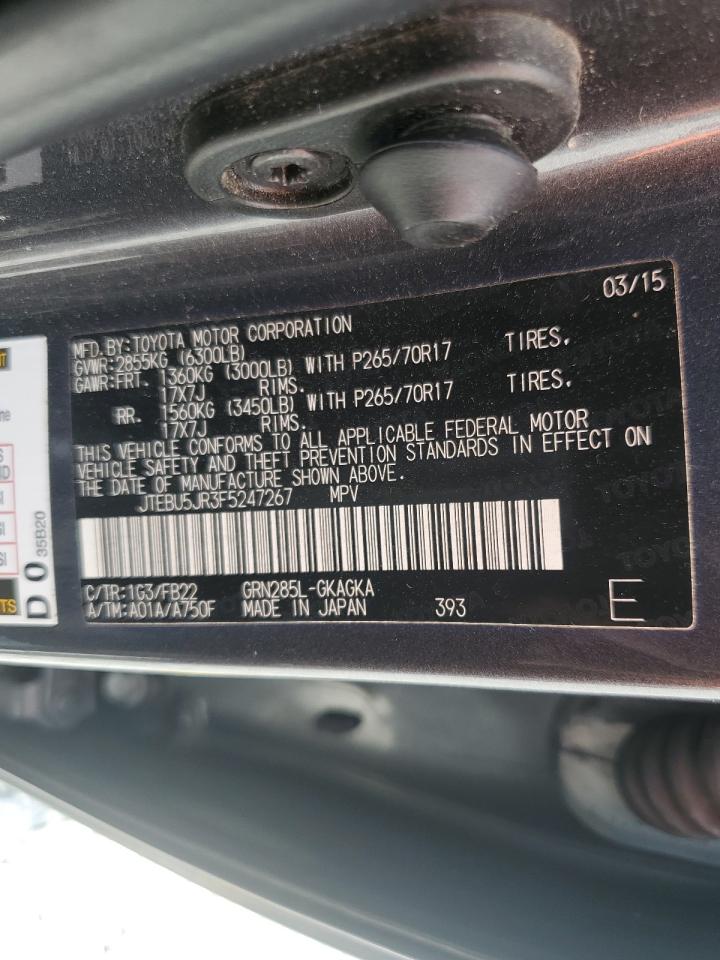 03/15
MFD. BY: TOYOTA MOTOR CORPORATION
GVWR: 2855KG (6300LB)
GAWR: FRT. 1360KG (3000LB) WITH P265/70R17 TIRES,
17X7J RIMS.
RR. 1560KG (3450LB) WITH P265/70R17 TIRES,
17X7J RIMS.
THIS VEHICLE CONFORMS TO ALL APPLICABLE FEDERAL MOTOR
VEHICLE SAFETY AND THEFT PREVENTION STANDARDS IN EFFECT ON
THE DATE OF MANUFACTURE SHOWN ABOVE.
JTEBU5JR3F5247267 MPV
C/TR: 1G3/FB22 GRN285L-GKAGKA
A/TM: A01A/A750F MADE IN JAPAN 393 E
D 0 35B20